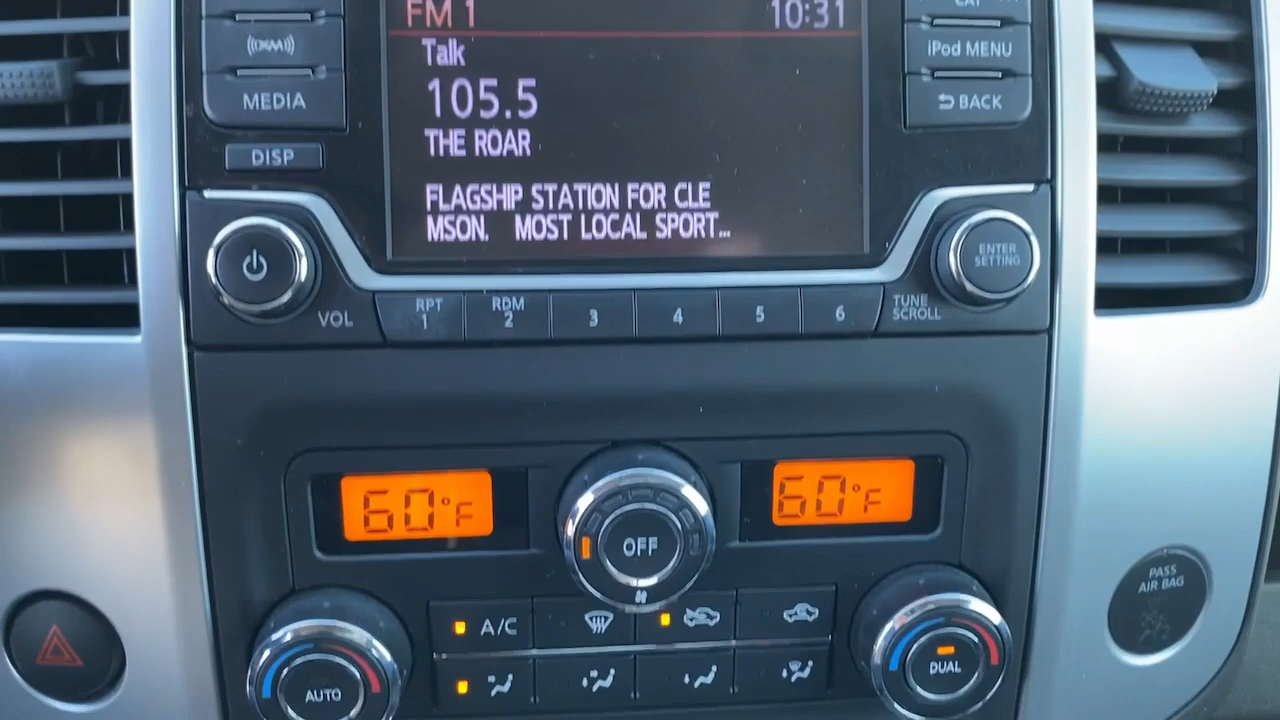 FM 1 10:31
Talk
105.5
THE ROAR
FLAGSHIP STATION FOR CLE
MSON. MOST LOCAL SPORT...
CAT
(((XM)))
iPod MENU
MEDIA
BACK
DISP
ENTER
SETTING
VOL
RPT
1
RDM
2
3
4
5
6
TUNE
SCROLL
60°F
OFF
60°F
PASS
AIR BAG
A/C
AUTO
DUAL